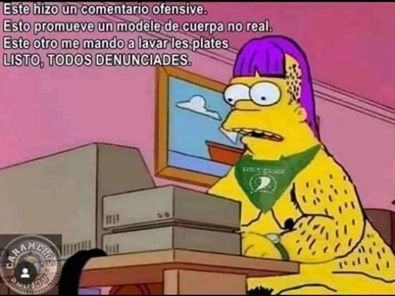 Este hizo un comentario ofensive.
Esto promueve un modele de cuerpa no real.
Este otro me mando a lavar les plates
LISTO, TODOS DENUNCIADES.
CARAMELOS